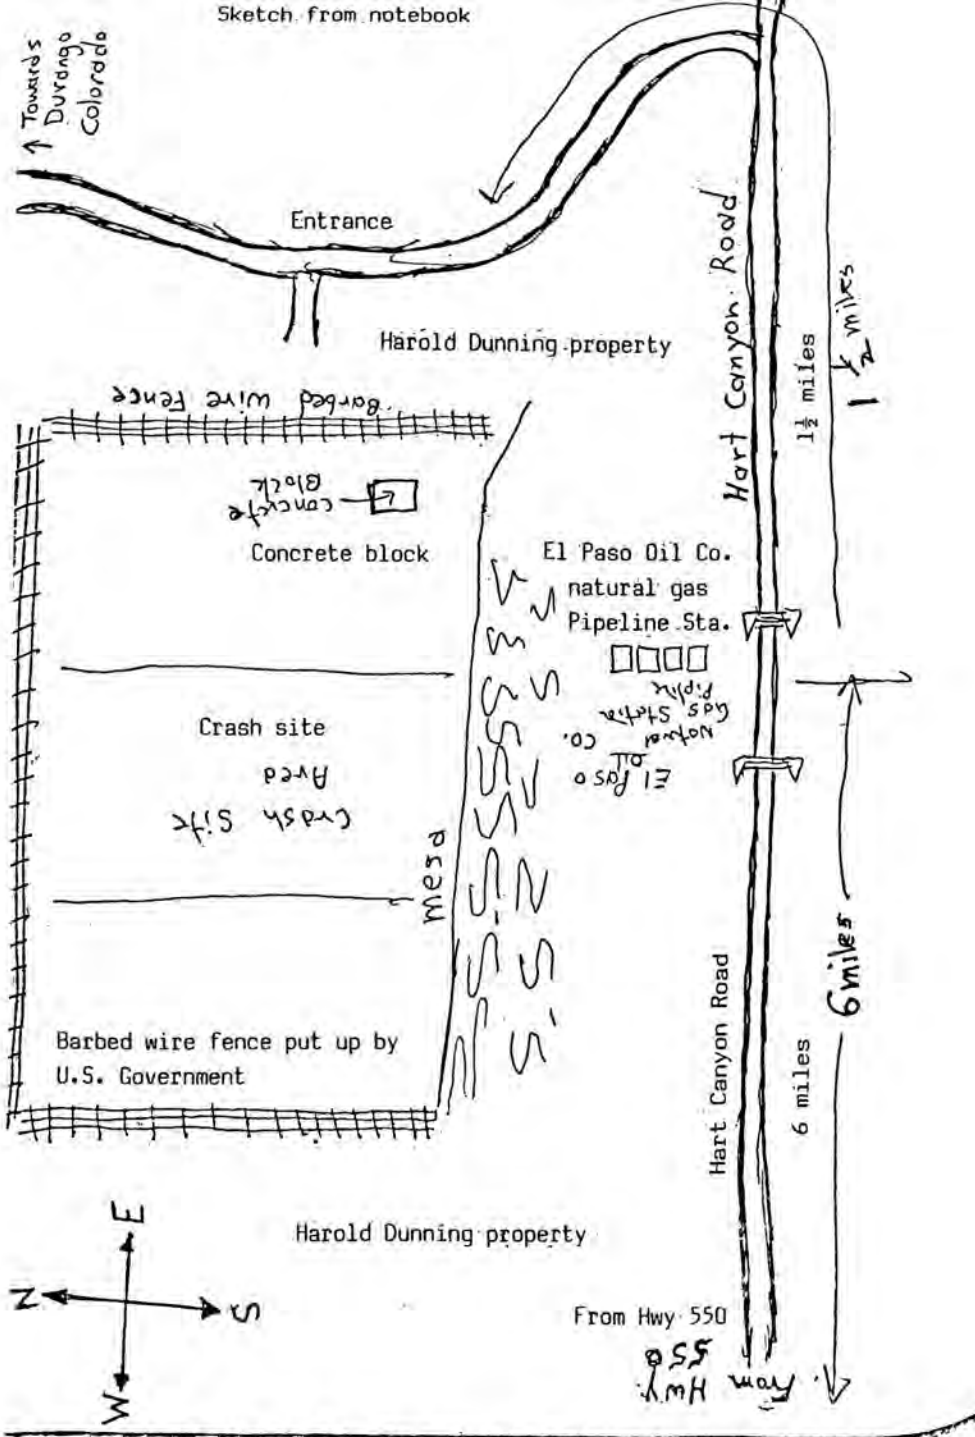 Sketch from notebook
↑ Towards
Durango
Colorado
Entrance
Harold Dunning property
Barbed wire fence
concrete
Block
Concrete block
Hart Canyon Road
1½ miles
1 ½ miles
El Paso Oil Co.
natural gas
Pipeline Sta.
El Paso
Oil
Natural Co.
Gas Station
Pipline
Crash site
Crash Site
Area
mesa
Barbed wire fence put up by
U.S. Government
Hart Canyon Road
6 miles
6 miles
N
E
S
W
Harold Dunning property
From Hwy 550
From Hwy.
550